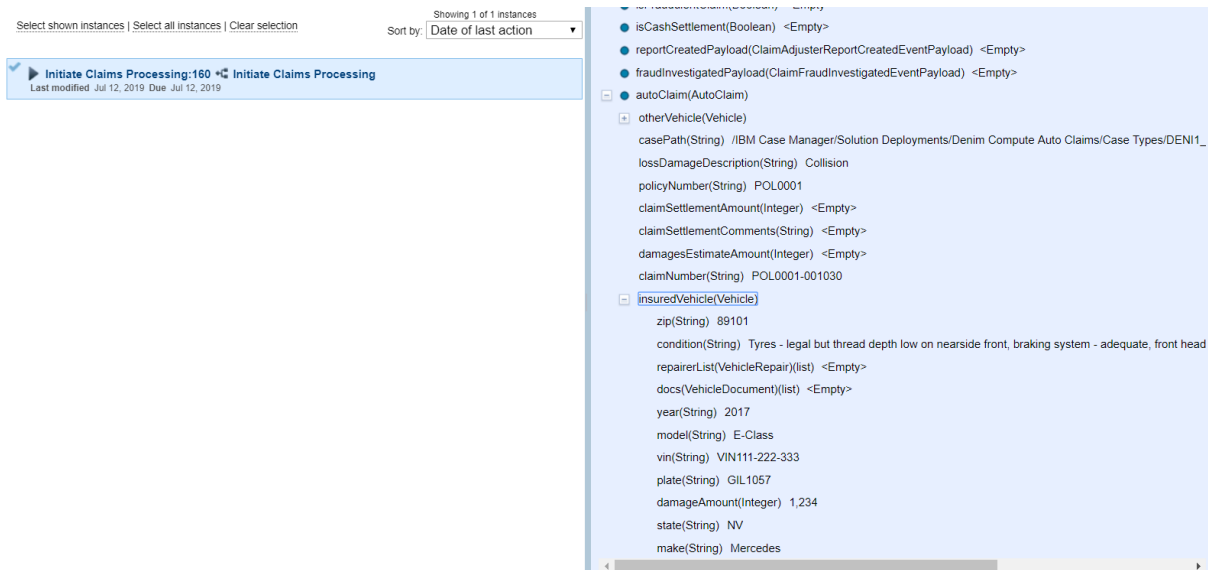 Showing 1 of 1 instances
Select shown instances | Select all instances | Clear selection
Sort by: Date of last action
Initiate Claims Processing:160 Initiate Claims Processing
Last modified Jul 12, 2019 Due Jul 12, 2019
isCashSettlement(Boolean) <Empty>
reportCreatedPayload(ClaimAdjusterReportCreatedEventPayload) <Empty>
fraudInvestigatedPayload(ClaimFraudInvestigatedEventPayload) <Empty>
autoClaim(AutoClaim)
otherVehicle(Vehicle)
casePath(String) /IBM Case Manager/Solution Deployments/Denim Compute Auto Claims/Case Types/DENI1_
lossDamageDescription(String) Collision
policyNumber(String) POL0001
claimSettlementAmount(Integer) <Empty>
claimSettlementComments(String) <Empty>
damagesEstimateAmount(Integer) <Empty>
claimNumber(String) POL0001-001030
insuredVehicle(Vehicle)
zip(String) 89101
condition(String) Tyres - legal but thread depth low on nearside front, braking system - adequate, front head
repairerList(VehicleRepair)(list) <Empty>
docs(VehicleDocument)(list) <Empty>
year(String) 2017
model(String) E-Class
vin(String) VIN111-222-333
plate(String) GIL1057
damageAmount(Integer) 1,234
state(String) NV
make(String) Mercedes